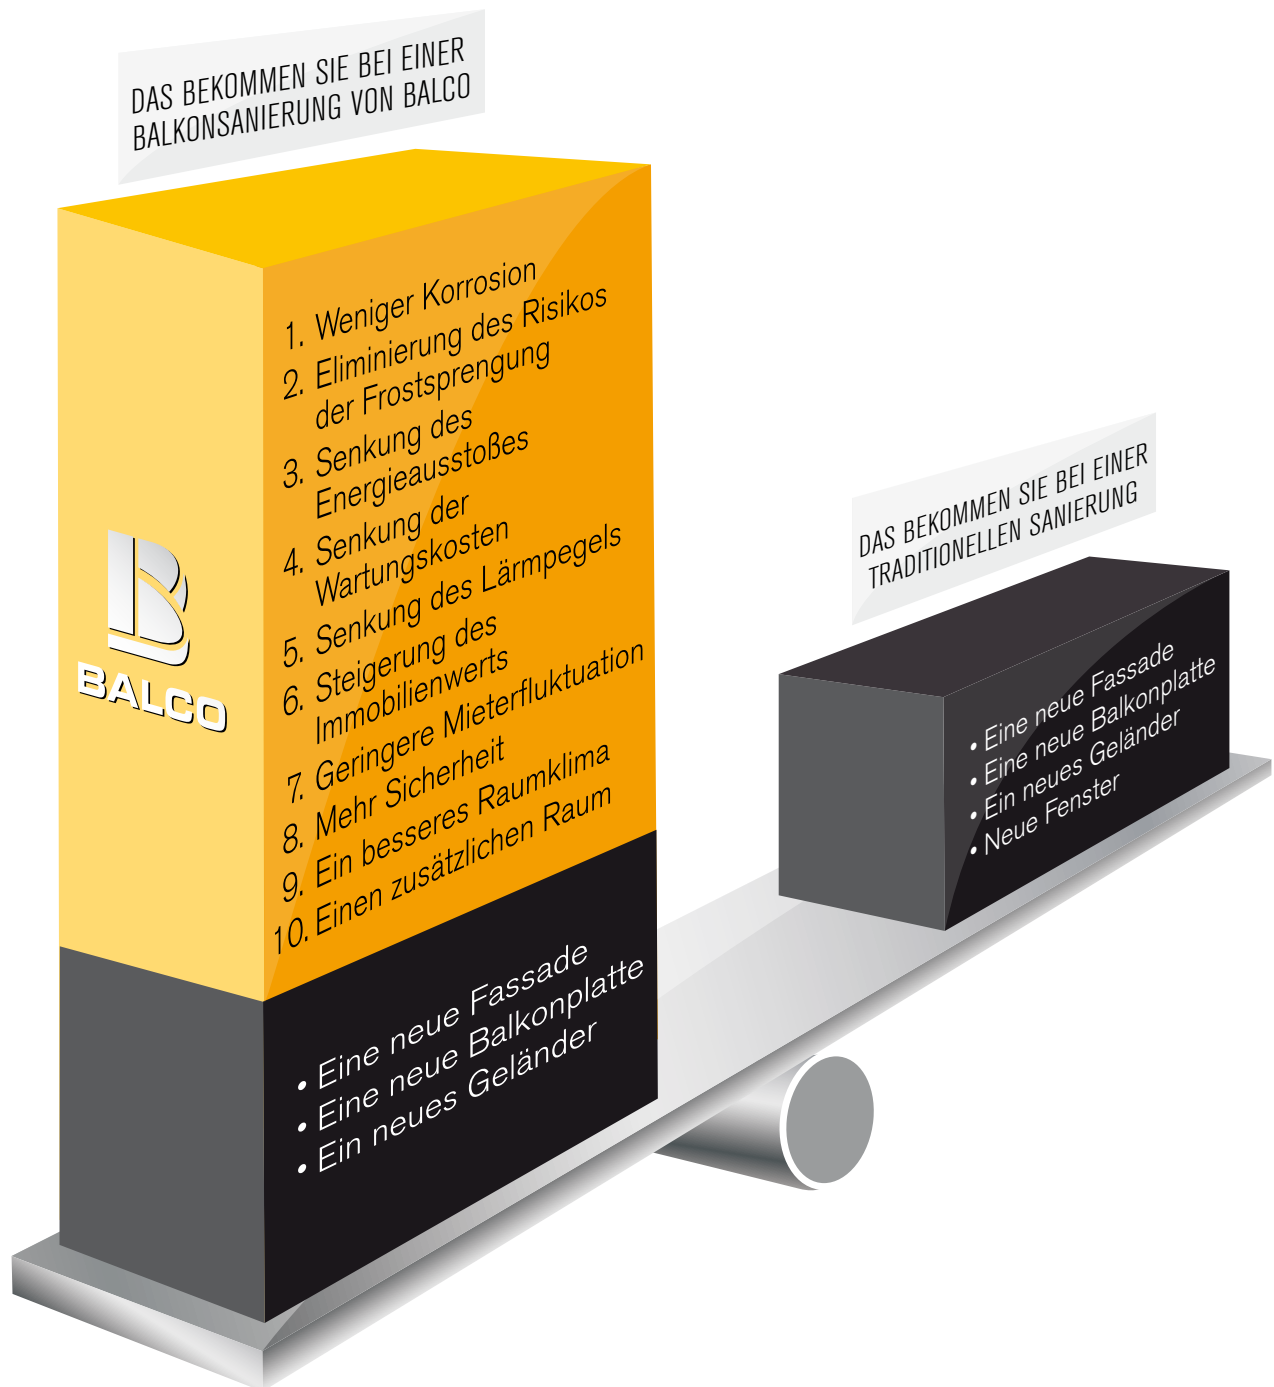 DAS BEKOMMEN SIE BEI EINER
BALKONSANIERUNG VON BALCO
1. Weniger Korrosion
2. Eliminierung des Risikos
der Frostsprengung
3. Senkung des
Energieausstoßes
4. Senkung der
Wartungskosten
5. Senkung des Lärmpegels
6. Steigerung des
Immobilienwerts
7. Geringere Mieterfluktuation
8. Mehr Sicherheit
9. Ein besseres Raumklima
10. Einen zusätzlichen Raum
BALCO
• Eine neue Fassade
• Eine neue Balkonplatte
• Ein neues Geländer
DAS BEKOMMEN SIE BEI EINER
TRADITIONELLEN SANIERUNG
• Eine neue Fassade
• Eine neue Balkonplatte
• Ein neues Geländer
• Neue Fenster